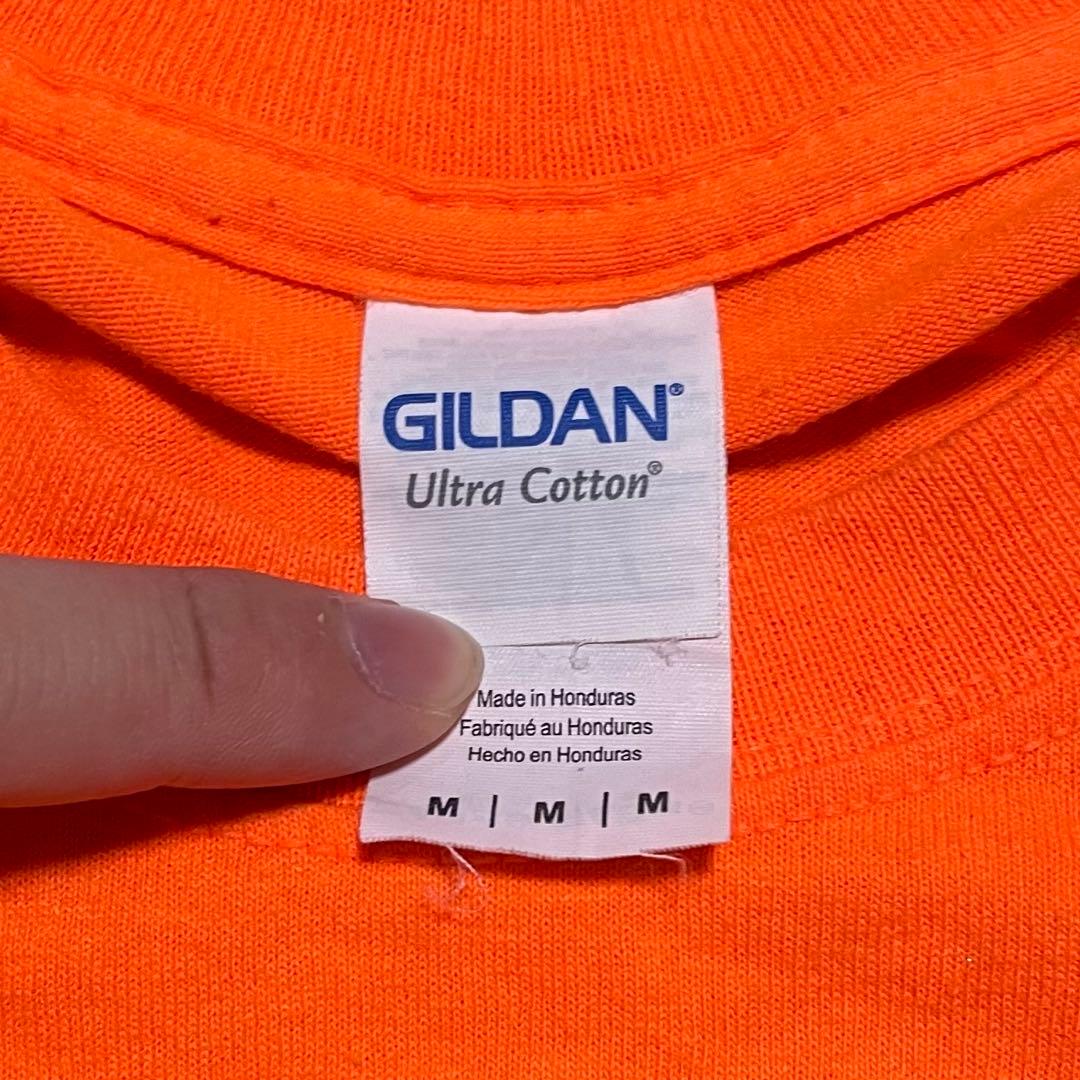 GILDAN®
Ultra Cotton®
Made in Honduras
Fabriqué au Honduras
Hecho en Honduras
M | M | M